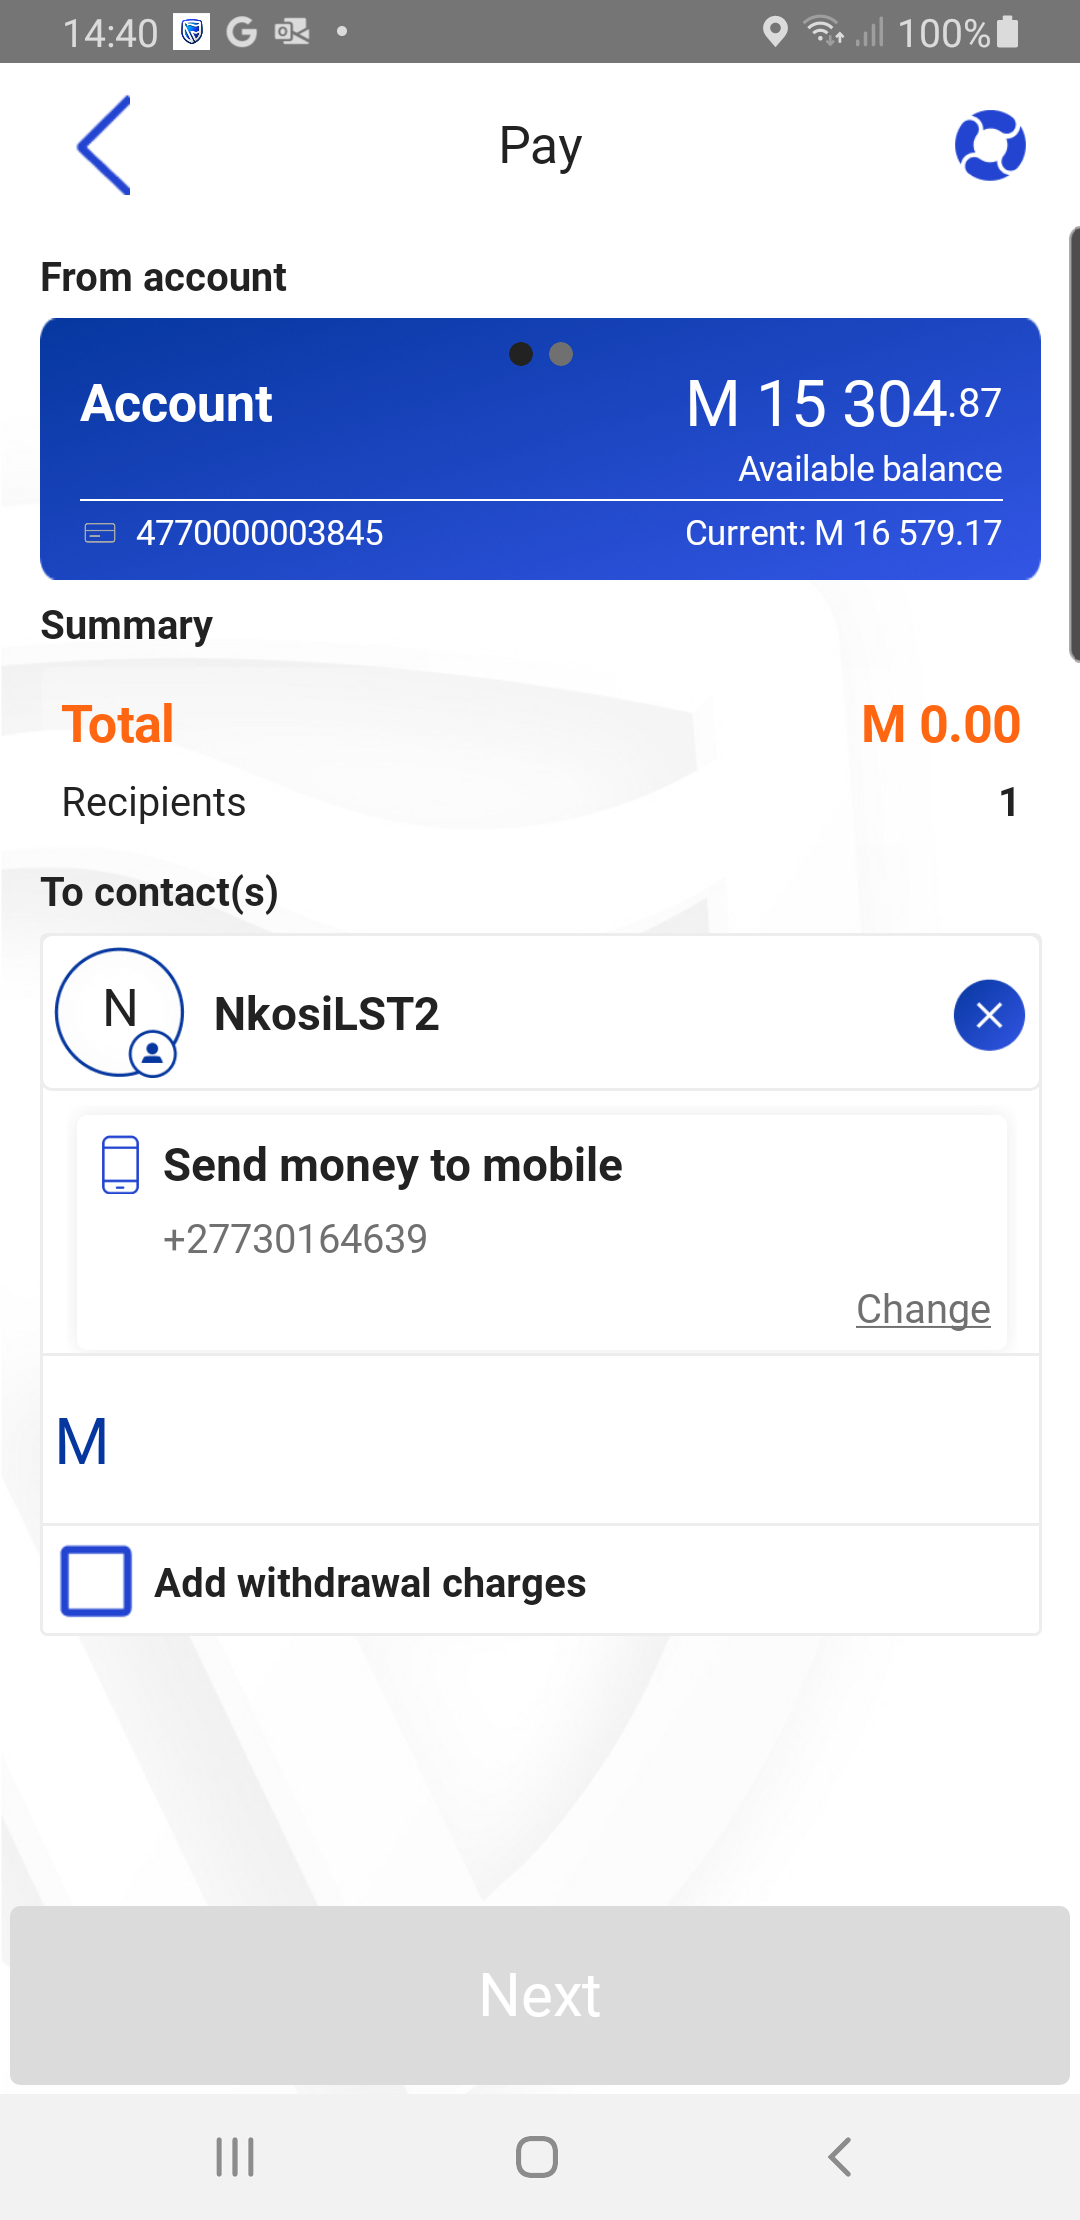 14:40 100%
Pay
From account
Account M 15 304.87
Available balance
4770000003845 Current: M 16 579.17
Summary
Total M 0.00
Recipients 1
To contact(s)
N NkosiLST2
Send money to mobile
+27730164639
Change
M
Add withdrawal charges
Next